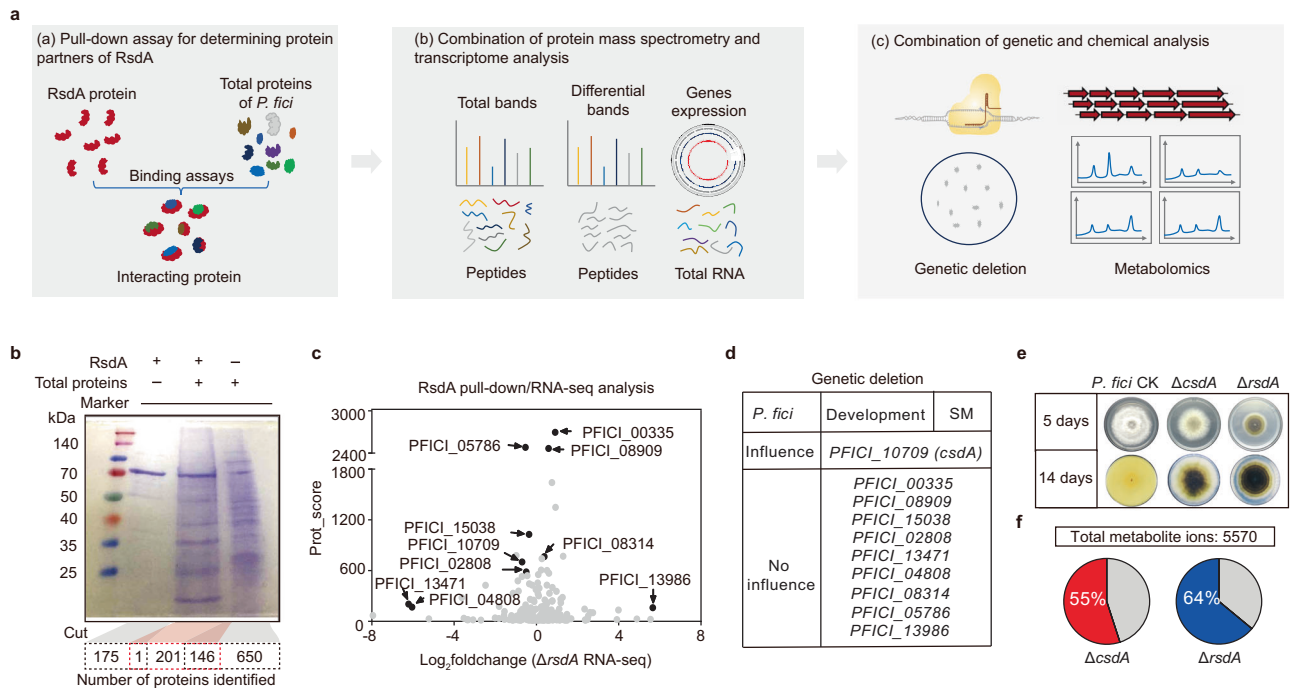 a
(a) Pull-down assay for determining protein
partners of RsdA
RsdA protein
Total proteins
of P. fici
Binding assays
Interacting protein
(b) Combination of protein mass spectrometry and
transcriptome analysis
Total bands
Differential
bands
Genes
expression
Peptides
Peptides
Total RNA
(c) Combination of genetic and chemical analysis
Genetic deletion
Metabolomics
b
RsdA + + −
Total proteins − + +
Marker
kDa
140
70
50
40
35
25
Cut
175 1 201 146 650
Number of proteins identified
c
RsdA pull-down/RNA-seq analysis
Prot_score
3000
2400
1800
1200
600
0
-8 -4 0 4 8
Log2foldchange (ΔrsdA RNA-seq)
PFICI_00335
PFICI_05786
PFICI_08909
PFICI_15038
PFICI_10709
PFICI_08314
PFICI_02808
PFICI_13471
PFICI_04808
PFICI_13986
d
Genetic deletion
P. fici Development SM
Influence PFICI_10709 (csdA)
No
influence
PFICI_00335
PFICI_08909
PFICI_15038
PFICI_02808
PFICI_13471
PFICI_04808
PFICI_08314
PFICI_05786
PFICI_13986
e
P. fici CK ΔcsdA ΔrsdA
5 days
14 days
f
Total metabolite ions: 5570
55%
64%
ΔcsdA
ΔrsdA